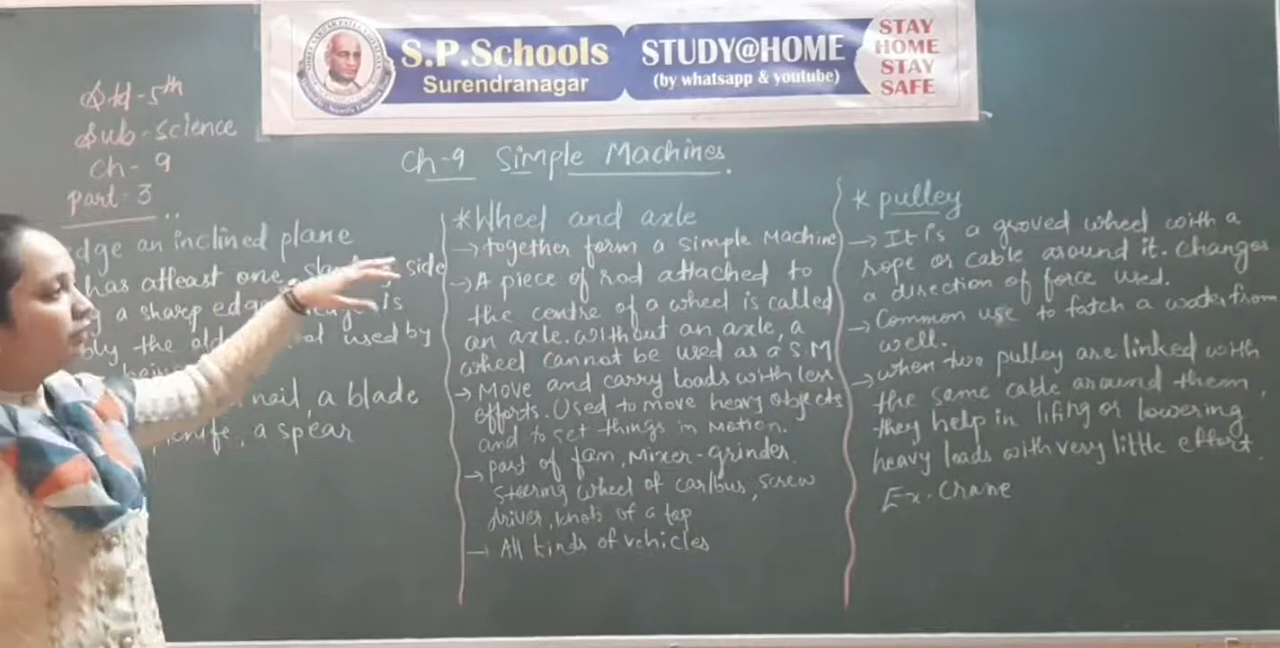 S.P.Schools
Surendranagar
STUDY@HOME
(by whatsapp & youtube)
STAY
HOME
STAY
SAFE
Std - 5th
Sub - Science
Ch - 9
part - 3
Ch-9 Simple Machines.
edge an inclined plane
has atleast one side
a sharp edge is
the used by
nail, a blade
knife, a spear
* Wheel and axle
→ together form a simple Machine
→ A piece of rod attached to
the centre of a wheel is called
an axle. without an axle, a
wheel cannot be used as a S M
→ Move and carry loads with less
efforts. Used to move heavy objects
and to set things in Motion.
→ part of fan, Mixer-grinder
steering wheel of car/bus, screw
driver, knob of a tap
→ All kinds of vehicles
* pulley
→ It is a groved wheel with a
rope or cable around it. Changes
a direction of force used.
→ Common use to fatch a water from
well.
→ when two pulley are linked with
the same cable around them,
they help in lifing or lowering
heavy loads with very little effort.
Ex. Crane